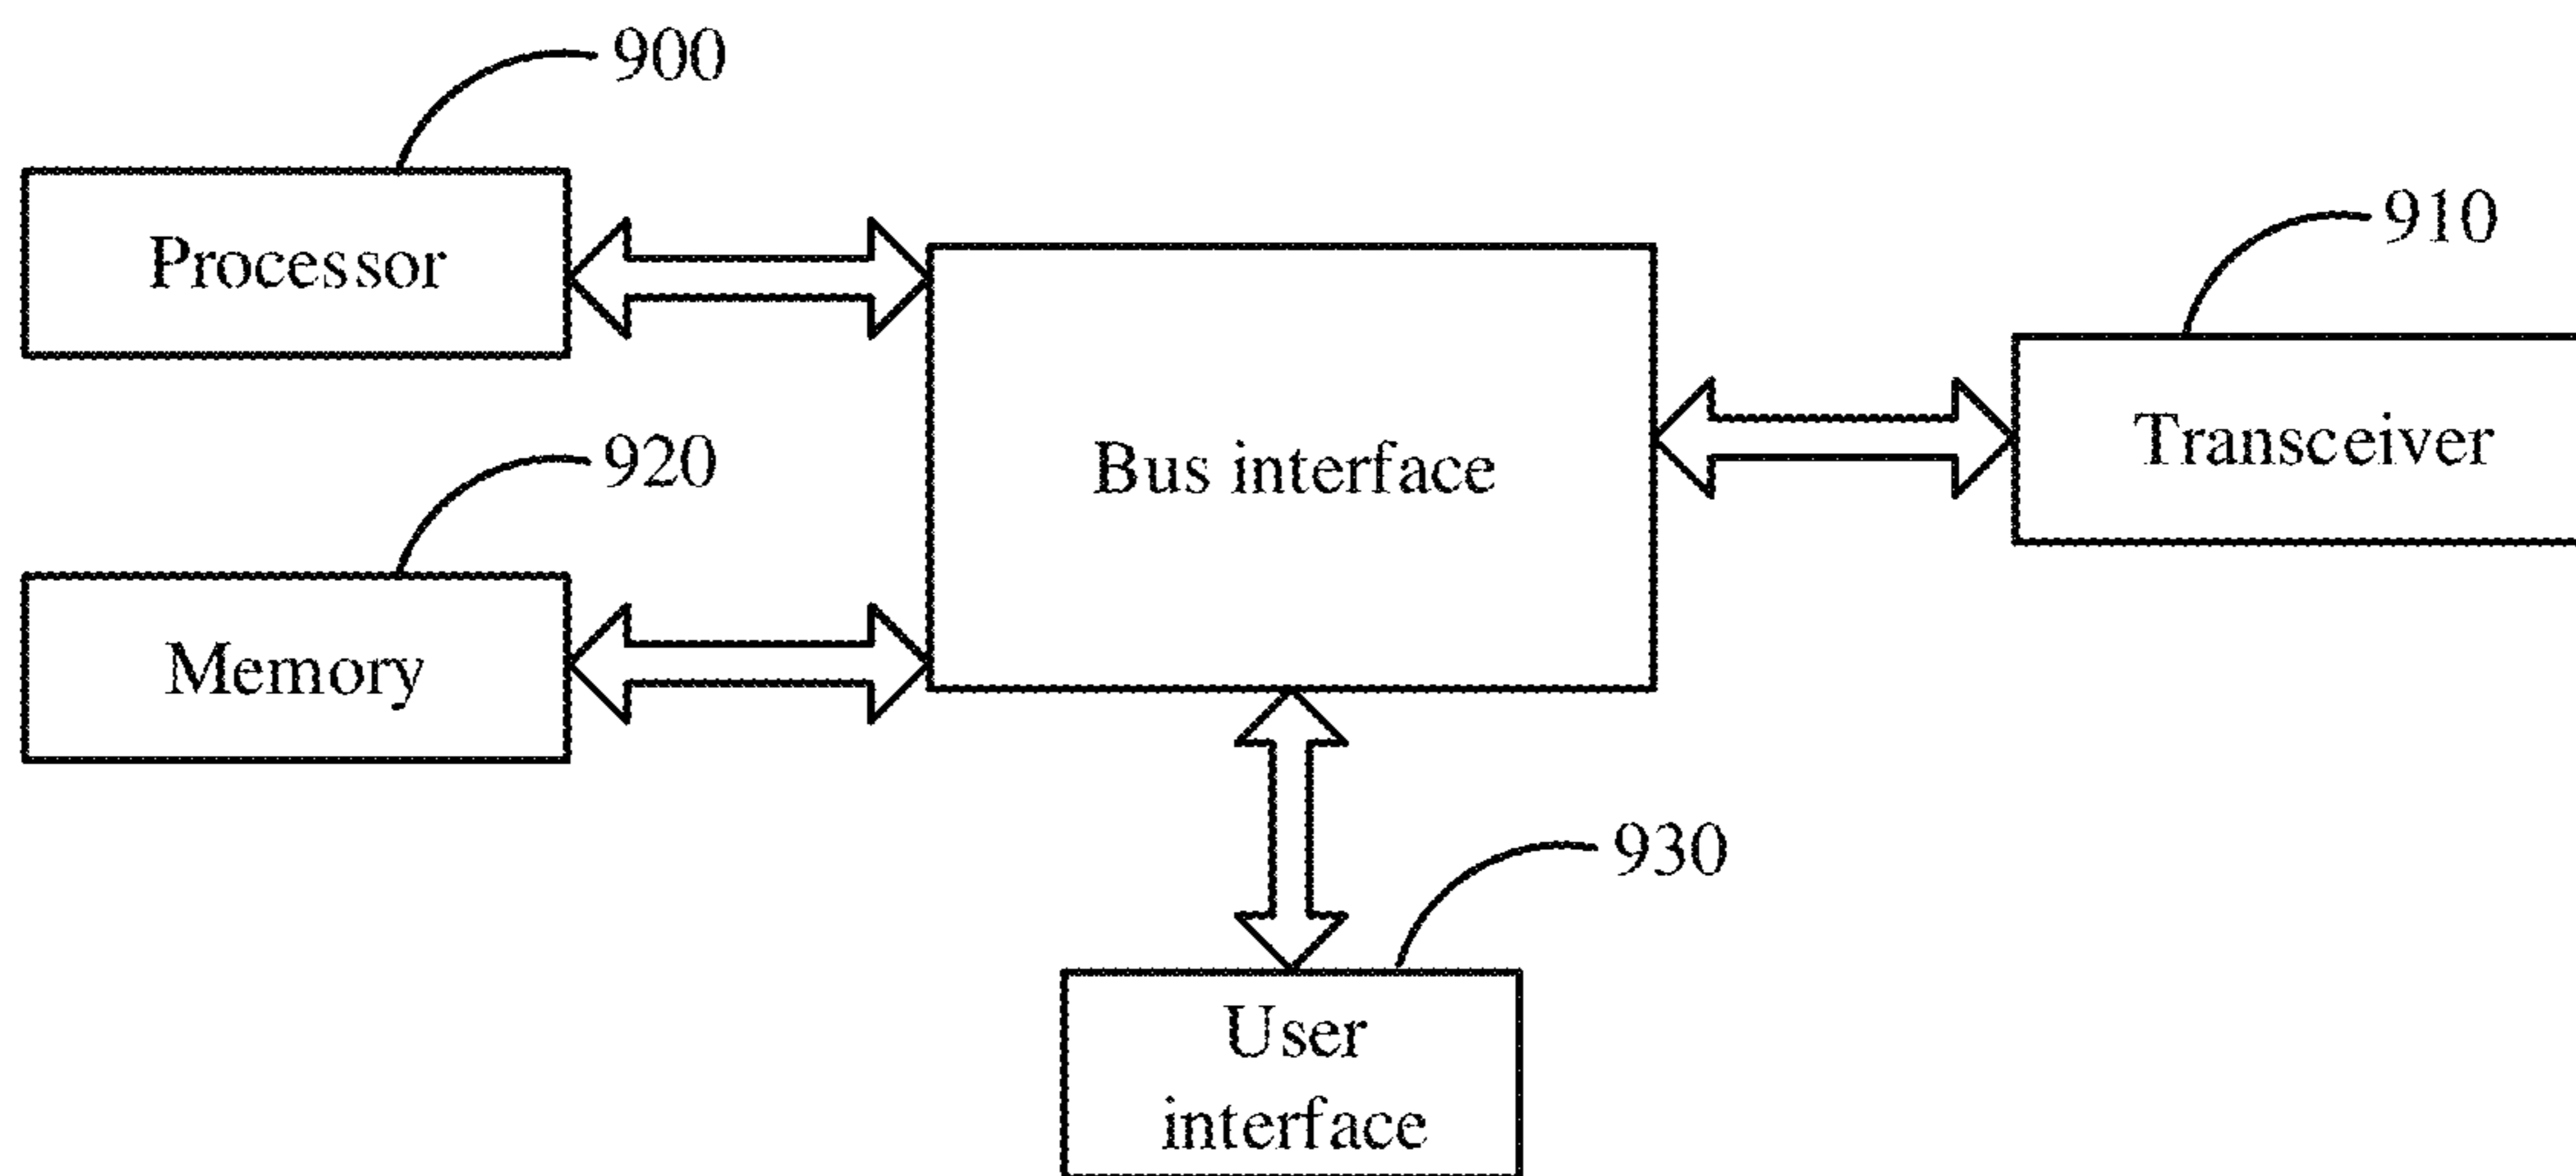 900
Processor
910
Bus interface
Transceiver
920
Memory
930
User
interface